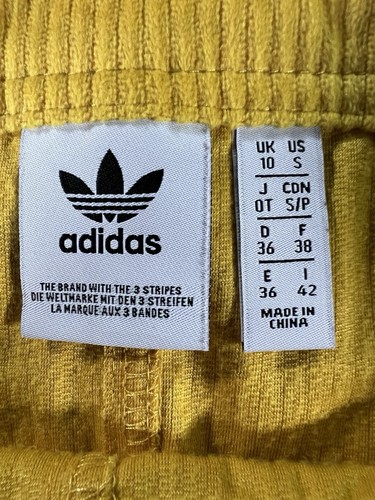 adidas
THE BRAND WITH THE 3 STRIPES
DIE WELTMARKE MIT DEN 3 STREIFEN
LA MARQUE AUX 3 BANDES
UK US
10 S
J CDN
OT S/P
D F
36 38
E I
36 42
MADE IN
CHINA